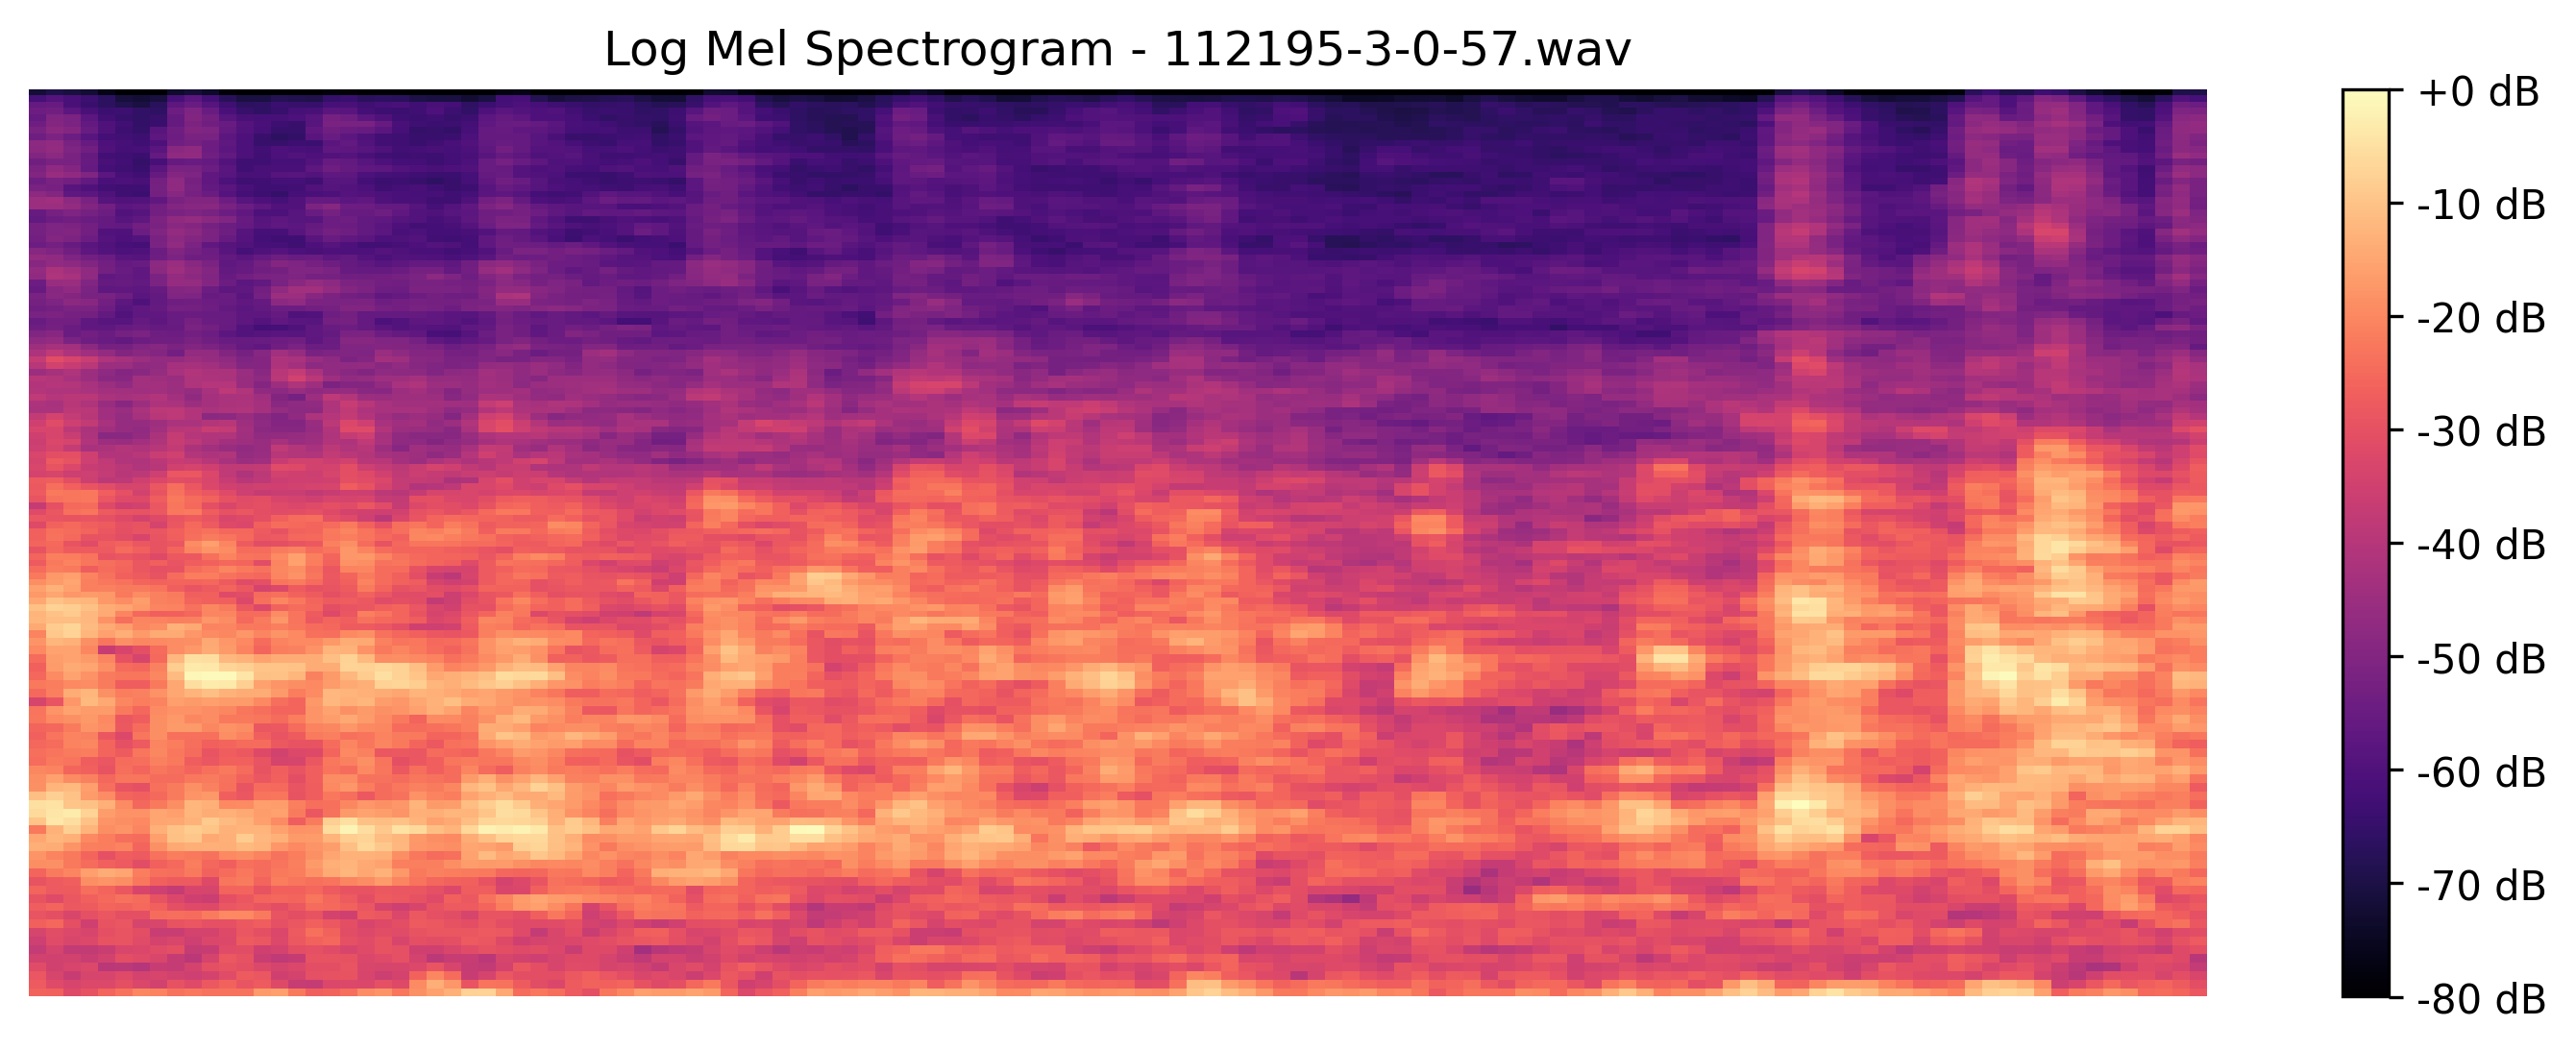 Log Mel Spectrogram - 112195-3-0-57.wav
+0 dB
-10 dB
-20 dB
-30 dB
-40 dB
-50 dB
-60 dB
-70 dB
-80 dB